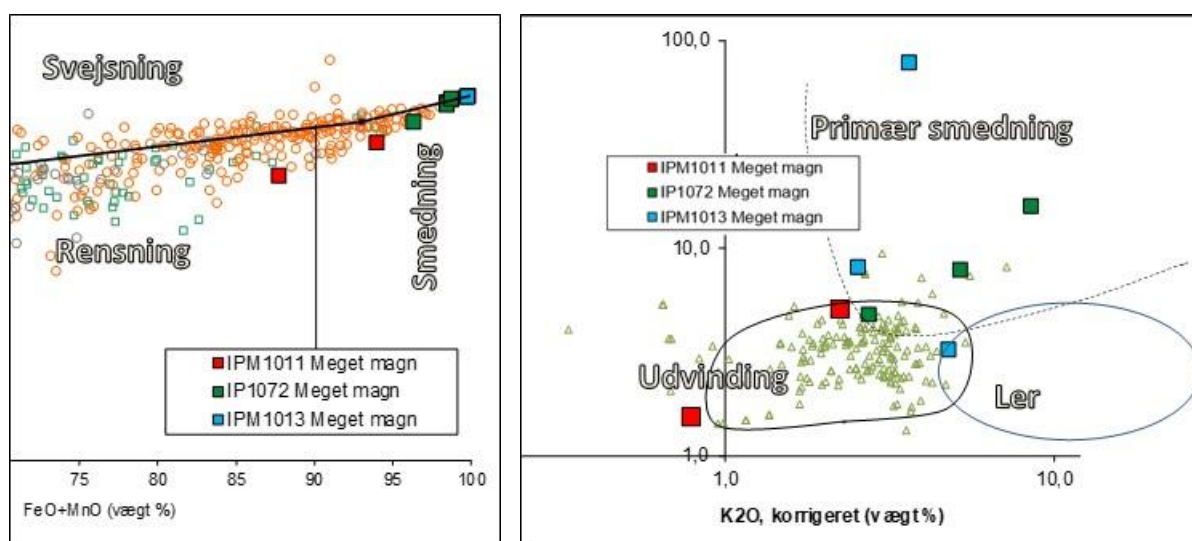 Svejsning
Rensning
Smedning
IPM1011 Meget magn
IP1072 Meget magn
IPM1013 Meget magn
75 80 85 90 95 100
FeO+MnO (vægt %)
100,0
Primær smedning
IPM1011 Meget magn
IP1072 Meget magn
IPM1013 Meget magn
10,0
Udvinding
Ler
1,0
1,0 10,0
K2O, korrigeret (vægt %)